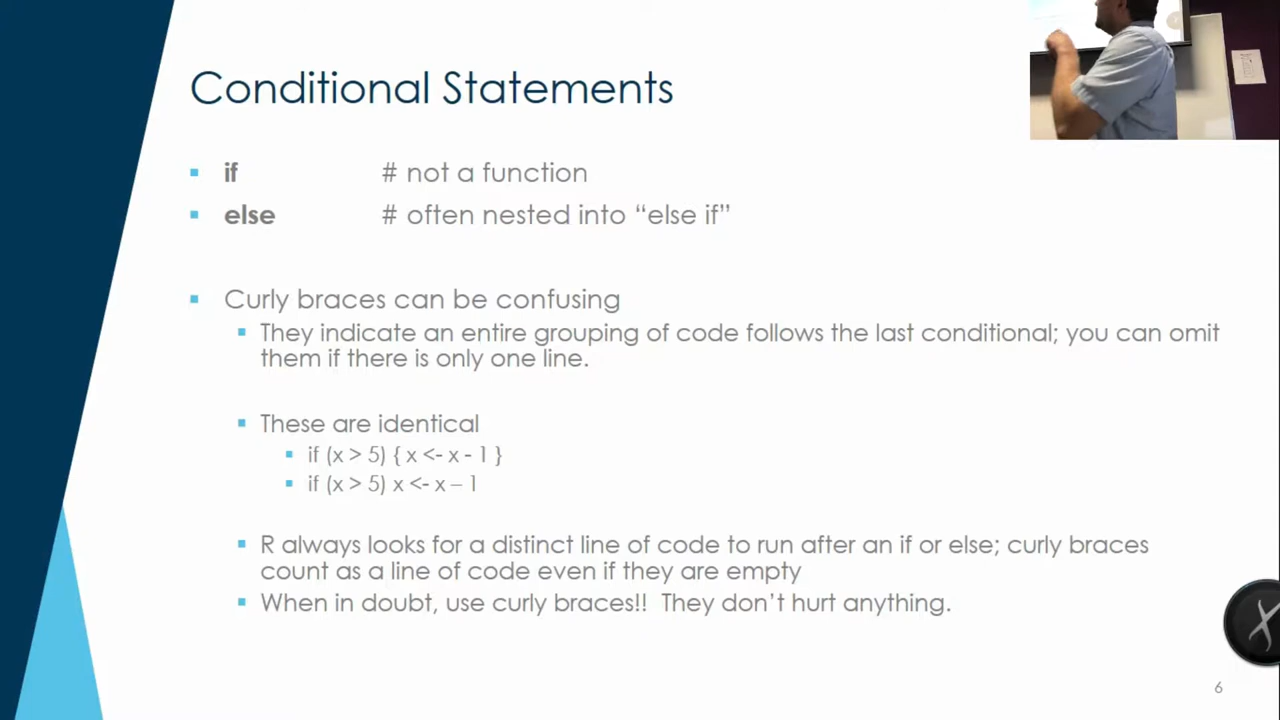 Conditional Statements
if # not a function
else # often nested into “else if”
Curly braces can be confusing
They indicate an entire grouping of code follows the last conditional; you can omit
them if there is only one line.
These are identical
if (x > 5) { x <- x - 1 }
if (x > 5) x <- x – 1
R always looks for a distinct line of code to run after an if or else; curly braces
count as a line of code even if they are empty
When in doubt, use curly braces!! They don’t hurt anything.
6